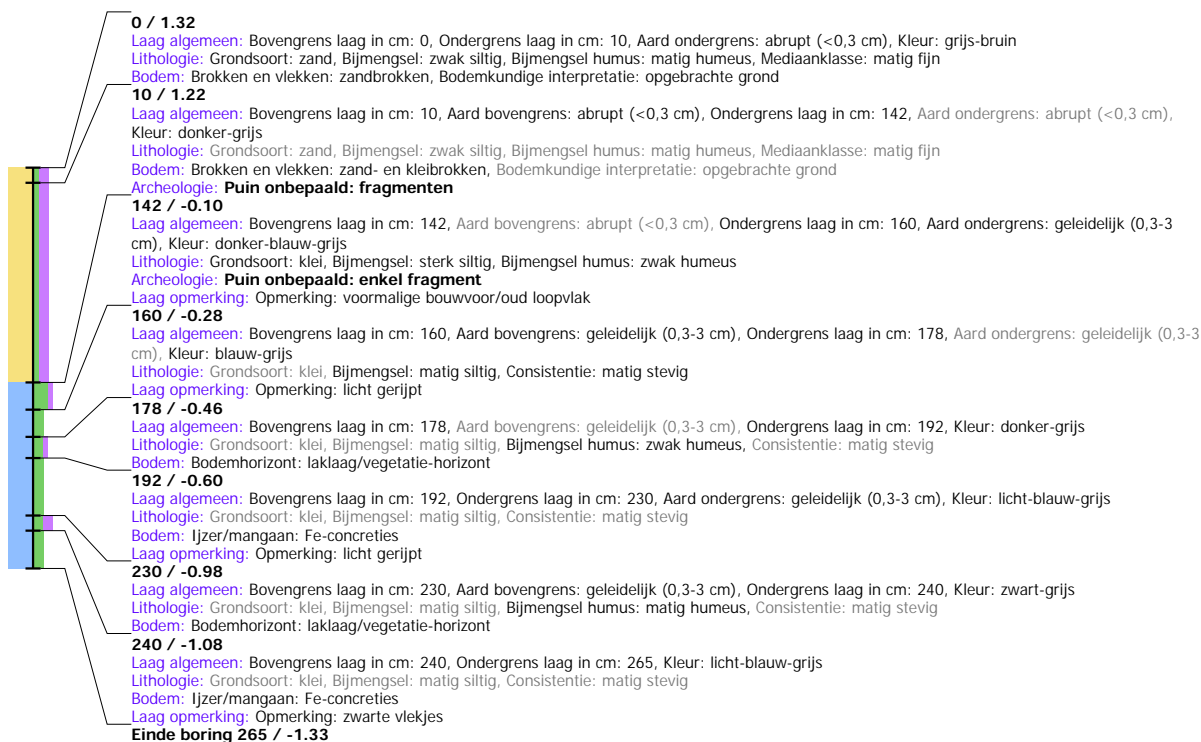 0 / 1.32
Laag algemeen: Bovengrens laag in cm: 0, Ondergrens laag in cm: 10, Aard ondergrens: abrupt (<0,3 cm), Kleur: grijs-bruin
Lithologie: Grondsoort: zand, Bijmengsel: zwak siltig, Bijmengsel humus: matig humeus, Mediaanklasse: matig fijn
Bodem: Brokken en vlekken: zandbrokken, Bodemkundige interpretatie: opgebrachte grond
10 / 1.22
Laag algemeen: Bovengrens laag in cm: 10, Aard bovengrens: abrupt (<0,3 cm), Ondergrens laag in cm: 142, Aard ondergrens: abrupt (<0,3 cm),
Kleur: donker-grijs
Lithologie: Grondsoort: zand, Bijmengsel: zwak siltig, Bijmengsel humus: matig humeus, Mediaanklasse: matig fijn
Bodem: Brokken en vlekken: zand- en kleibrokken, Bodemkundige interpretatie: opgebrachte grond
Archeologie: Puin onbepaald: fragmenten
142 / -0.10
Laag algemeen: Bovengrens laag in cm: 142, Aard bovengrens: abrupt (<0,3 cm), Ondergrens laag in cm: 160, Aard ondergrens: geleidelijk (0,3-3
cm), Kleur: donker-blauw-grijs
Lithologie: Grondsoort: klei, Bijmengsel: sterk siltig, Bijmengsel humus: zwak humeus
Archeologie: Puin onbepaald: enkel fragment
Laag opmerking: Opmerking: voormalige bouwvoor/oud loopvlak
160 / -0.28
Laag algemeen: Bovengrens laag in cm: 160, Aard bovengrens: geleidelijk (0,3-3 cm), Ondergrens laag in cm: 178, Aard ondergrens: geleidelijk (0,3-3
cm), Kleur: blauw-grijs
Lithologie: Grondsoort: klei, Bijmengsel: matig siltig, Consistentie: matig stevig
Laag opmerking: Opmerking: licht gerijpt
178 / -0.46
Laag algemeen: Bovengrens laag in cm: 178, Aard bovengrens: geleidelijk (0,3-3 cm), Ondergrens laag in cm: 192, Kleur: donker-grijs
Lithologie: Grondsoort: klei, Bijmengsel: matig siltig, Bijmengsel humus: zwak humeus, Consistentie: matig stevig
Bodem: Bodemhorizont: laklaag/vegetatie-horizont
192 / -0.60
Laag algemeen: Bovengrens laag in cm: 192, Ondergrens laag in cm: 230, Aard ondergrens: geleidelijk (0,3-3 cm), Kleur: licht-blauw-grijs
Lithologie: Grondsoort: klei, Bijmengsel: matig siltig, Consistentie: matig stevig
Bodem: Ijzer/mangaan: Fe-concreties
Laag opmerking: Opmerking: licht gerijpt
230 / -0.98
Laag algemeen: Bovengrens laag in cm: 230, Aard bovengrens: geleidelijk (0,3-3 cm), Ondergrens laag in cm: 240, Kleur: zwart-grijs
Lithologie: Grondsoort: klei, Bijmengsel: matig siltig, Bijmengsel humus: matig humeus, Consistentie: matig stevig
Bodem: Bodemhorizont: laklaag/vegetatie-horizont
240 / -1.08
Laag algemeen: Bovengrens laag in cm: 240, Ondergrens laag in cm: 265, Kleur: licht-blauw-grijs
Lithologie: Grondsoort: klei, Bijmengsel: matig siltig, Consistentie: matig stevig
Bodem: Ijzer/mangaan: Fe-concreties
Laag opmerking: Opmerking: zwarte vlekjes
Einde boring 265 / -1.33